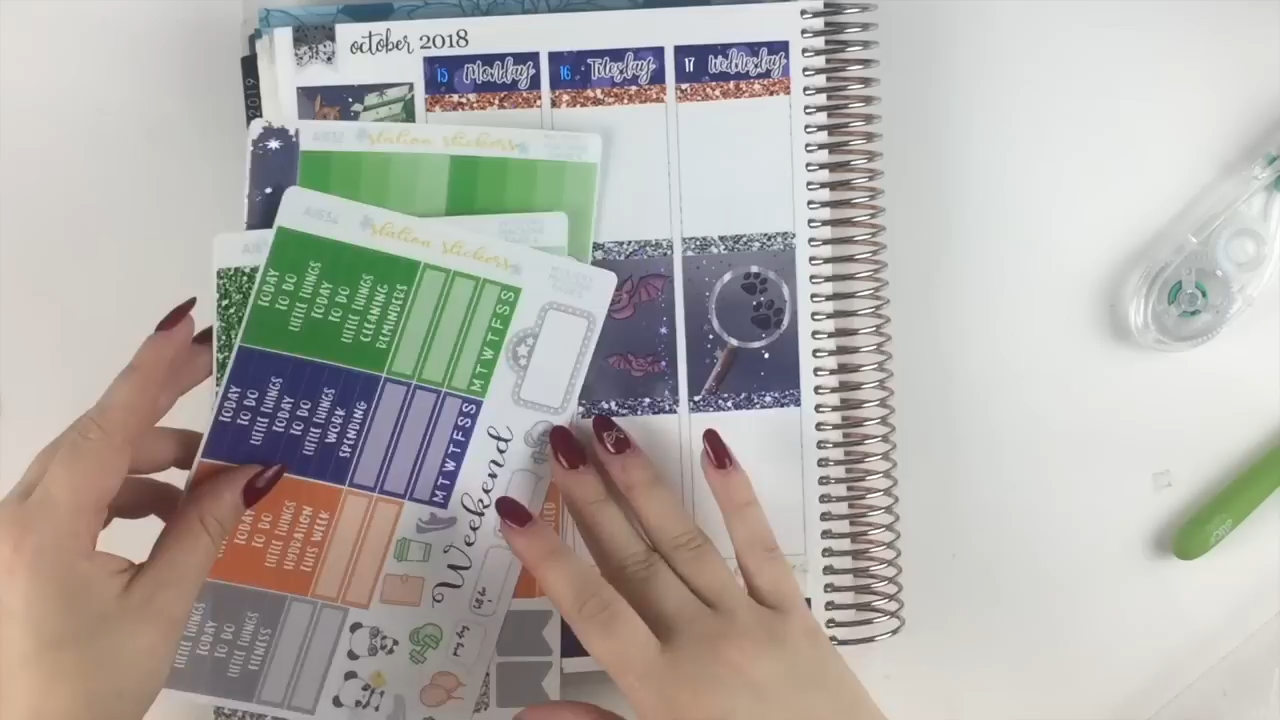 october 2018
15 Monday
16 Tuesday
17 Wednesday
2019
station stickers
station stickers
TODAY
TO DO
LITTLE THINGS
TODAY
TO DO
LITTLE THINGS
CLEANING
REMINDERS
M T W T F S S
TODAY
TO DO
LITTLE THINGS
TODAY
TO DO
LITTLE THINGS
WORK
SPENDING
M T W T F S S
TO DO
LITTLE THINGS
HYDRATION
THIS WEEK
LITTLE THINGS
TODAY
TO DO
LITTLE THINGS
FITNESS
Weekend